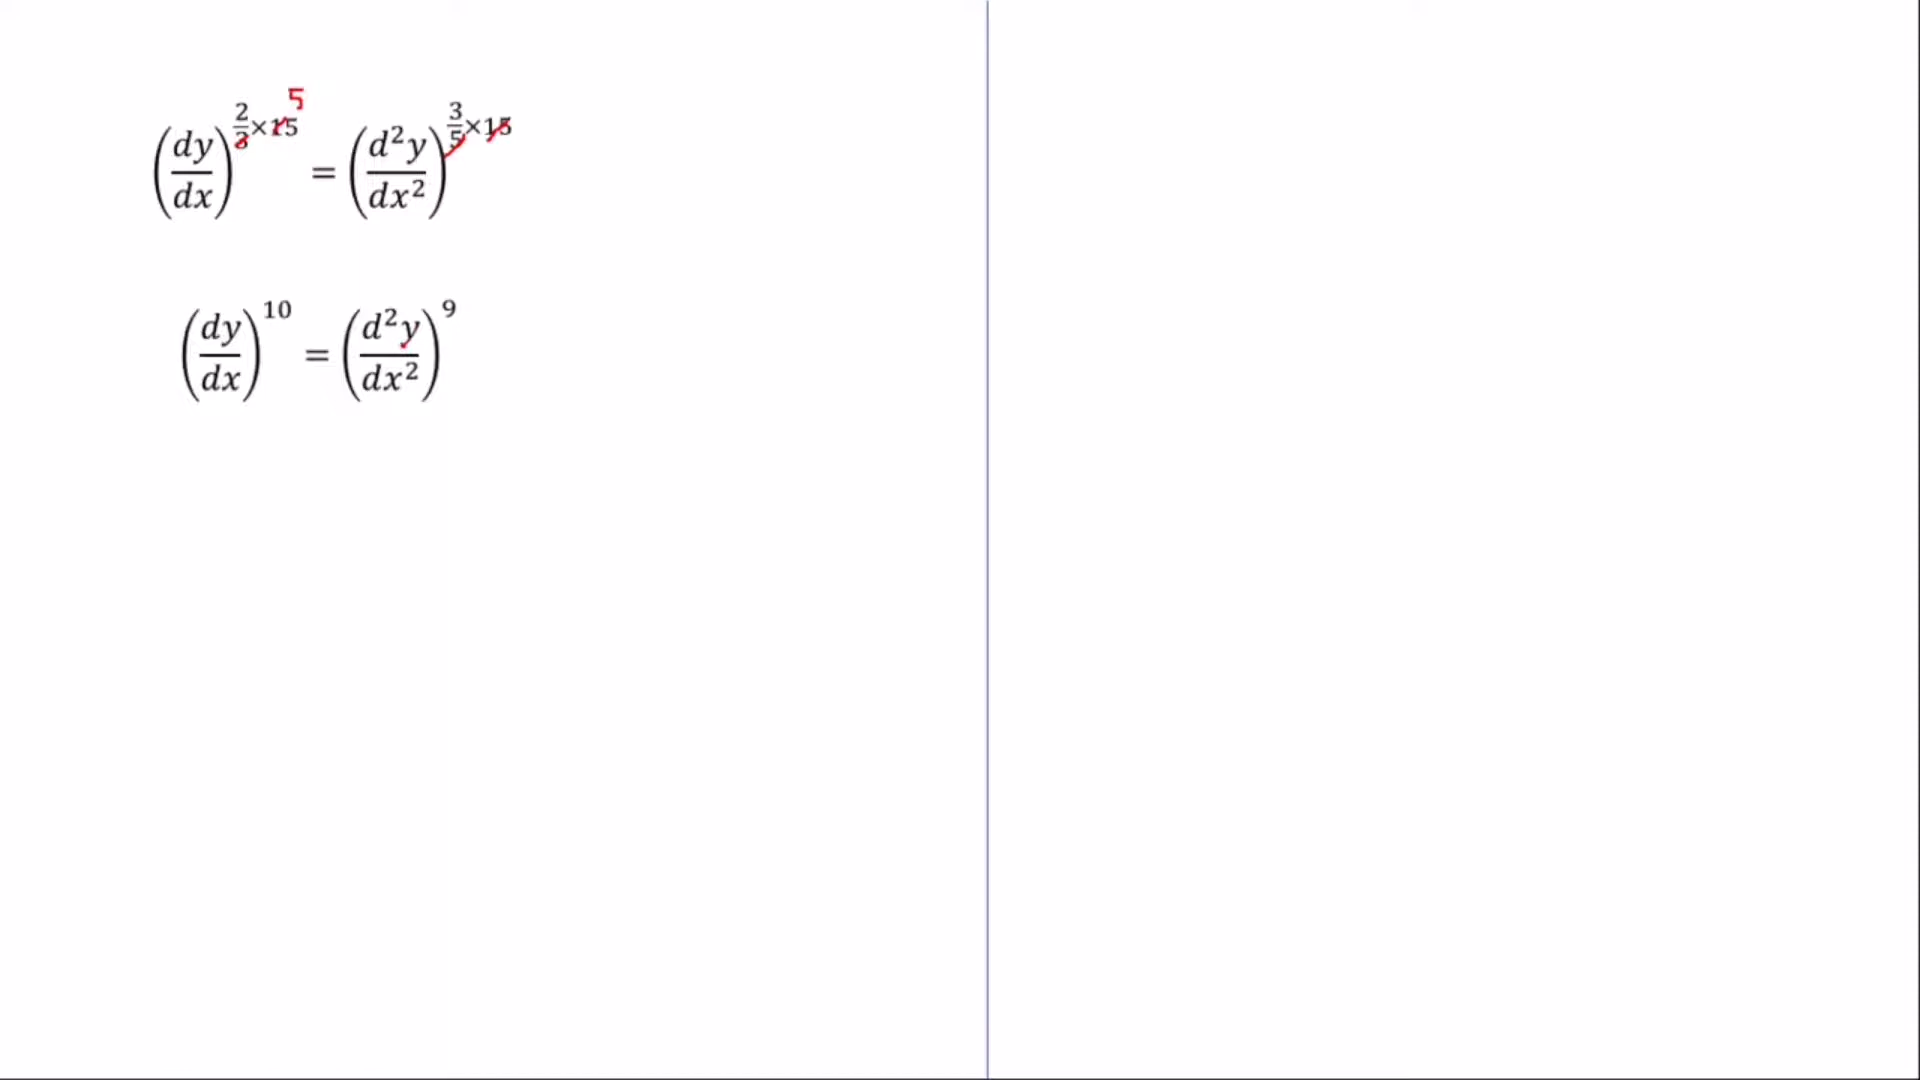 5
(dy/dx)^(2/3×15) = (d²y/dx²)^(3/5×15)
(dy/dx)^10 = (d²y/dx²)^9